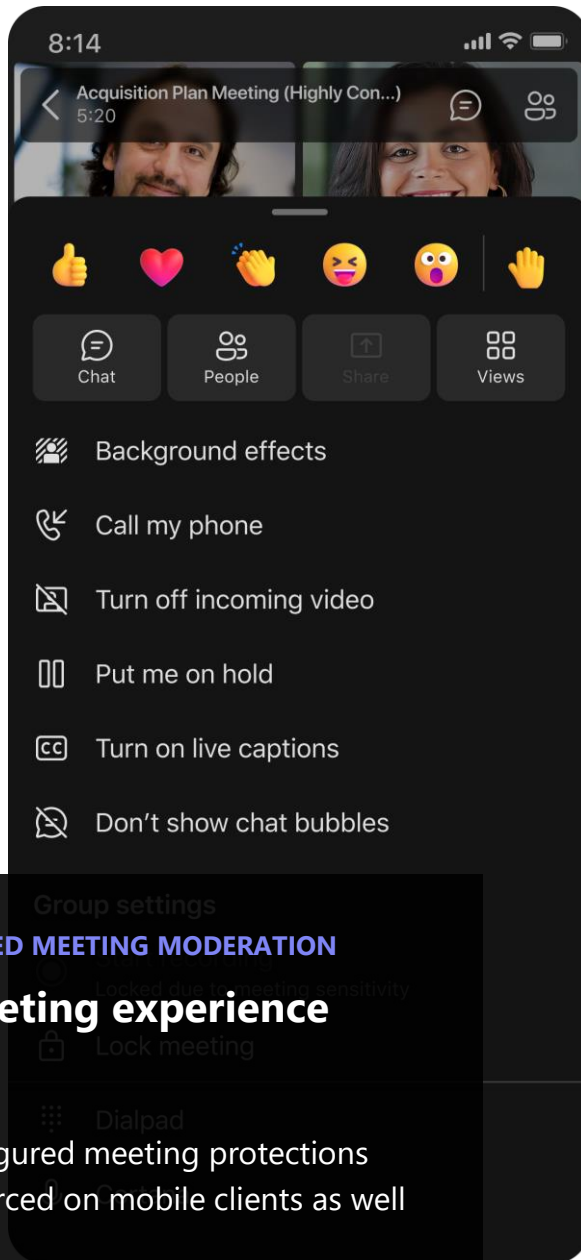 8:14
Acquisition Plan Meeting (Highly Con...)
5:20
Chat
People
Share
Views
Background effects
Call my phone
Turn off incoming video
Put me on hold
CC
Turn on live captions
Don't show chat bubbles
Group settings
ED MEETING MODERATION
Locked due to meeting sensitivity
eting experience
Lock meeting
Dialpad
gured meeting protections
rced on mobile clients as well